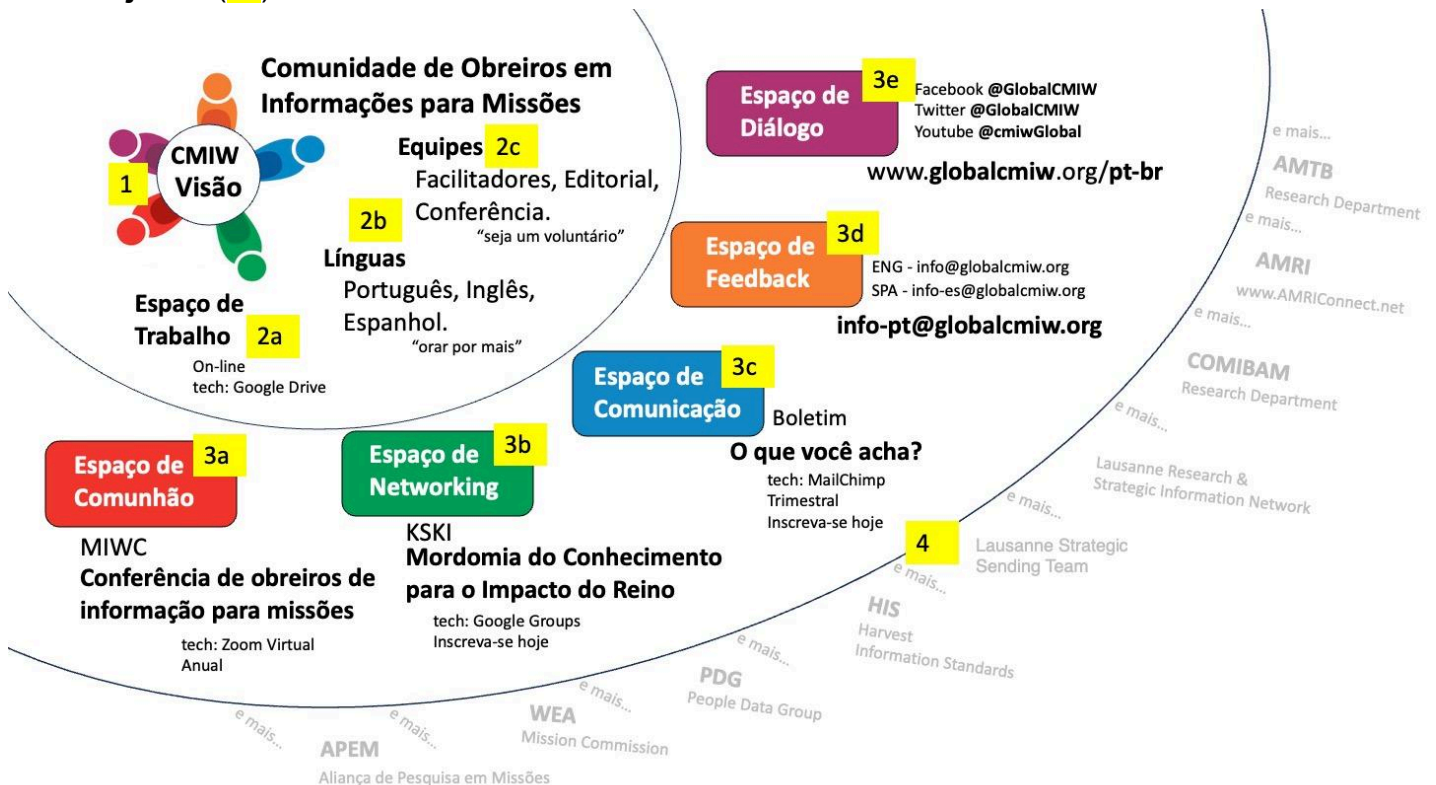 Comunidade de Obreiros em
Informações para Missões
CMIW
Visão
1
Equipes 2c
Facilitadores, Editorial,
Conferência.
“seja um voluntário”
2b
Línguas
Português, Inglês,
Espanhol.
“orar por mais”
Espaço de
Trabalho 2a
On-line
tech: Google Drive
Espaço de
Comunhão
3a
MIWC
Conferência de obreiros de
informação para missões
tech: Zoom Virtual
Anual
Espaço de
Networking
3b
KSKI
Mordomia do Conhecimento
para o Impacto do Reino
tech: Google Groups
Inscreva-se hoje
Espaço de
Comunicação
3c
Boletim
O que você acha?
tech: MailChimp
Trimestral
Inscreva-se hoje
Espaço de
Feedback
3d
ENG - info@globalcmiw.org
SPA - info-es@globalcmiw.org
info-pt@globalcmiw.org
Espaço de
Diálogo
3e
Facebook @GlobalCMIW
Twitter @GlobalCMIW
Youtube @cmiwGlobal
www.globalcmiw.org/pt-br
4
e mais...
AMTB
Research Department
e mais...
AMRI
www.AMRIConnect.net
e mais...
COMIBAM
Research Department
e mais...
Lausanne Research &
Strategic Information Network
e mais...
Lausanne Strategic
Sending Team
e mais...
HIS
Harvest
Information Standards
e mais...
PDG
People Data Group
e mais...
WEA
Mission Commission
e mais...
APEM
Aliança de Pesquisa em Missões
e mais...